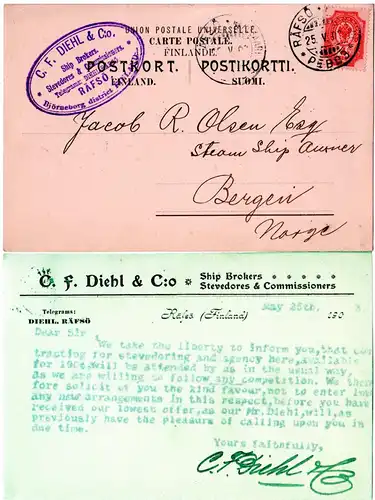 UNION POSTALE UNIVERSELLE.
CARTE POSTALE.
FINLANDE
POSTKORT. POSTIKORTTI.
FINLAND. SUOMI.
C. F. DIEHL & Co.
Ship Brokers,
Stevedores & Commissioners.
RÄFSÖ
Björneborg district
RÄFSÖ
25. V.
Jacob R. Olsen Esq
Steam Ship Owner
Bergen
Norge
C. F. Diehl & C:o * Ship Brokers
Stevedores & Commissioners
Telegrams:
DIEHL, RÄFSÖ
Räfsö (Finland) May 25th. 190
Dear Sir
We take the liberty to inform you, that con
tracting for stevedoring and agency here, available
for will be attended by as in the usual way,
as we are willing to follow any competition. We there
fore solicit of you the kind favour, not to enter into
any new arrangements in this respect, before you have
received our lowest offer, as our Mr. Diehl, will, as
previously have the pleasure of calling upon you in
due time.
Yours faithfully,
C. F. Diehl & Co